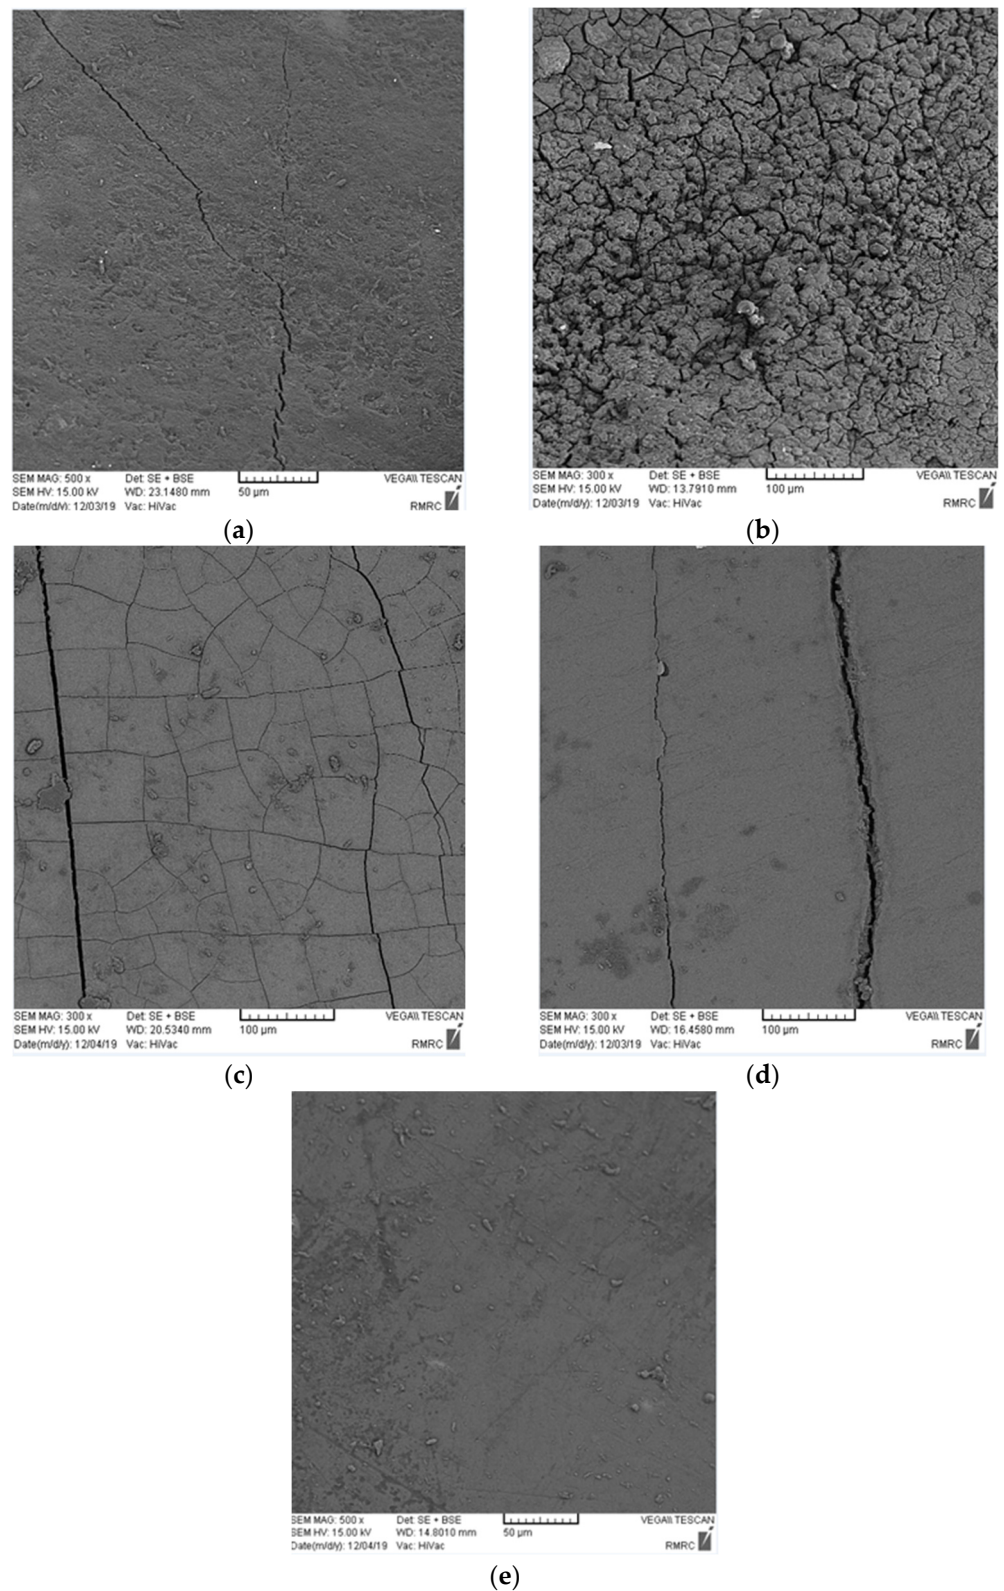 SEM MAG: 500 x Det: SE + BSE VEGA\\ TESCAN
SEM HV: 15.00 kV WD: 23.1480 mm 50 µm
Date(m/d/y): 12/03/19 Vac: HiVac RMRC
(a)
SEM MAG: 300 x Det: SE + BSE VEGA\\ TESCAN
SEM HV: 15.00 kV WD: 13.7910 mm 100 µm
Date(m/d/y): 12/03/19 Vac: HiVac RMRC
(b)
SEM MAG: 300 x Det: SE + BSE VEGA\\ TESCAN
SEM HV: 15.00 kV WD: 20.5340 mm 100 µm
Date(m/d/y): 12/04/19 Vac: HiVac RMRC
(c)
SEM MAG: 300 x Det: SE + BSE VEGA\\ TESCAN
SEM HV: 15.00 kV WD: 16.4580 mm 100 µm
Date(m/d/y): 12/03/19 Vac: HiVac RMRC
(d)
SEM MAG: 500 x Det: SE + BSE VEGA\\ TESCAN
SEM HV: 15.00 kV WD: 14.8010 mm 50 µm
Date(m/d/y): 12/04/19 Vac: HiVac RMRC
(e)